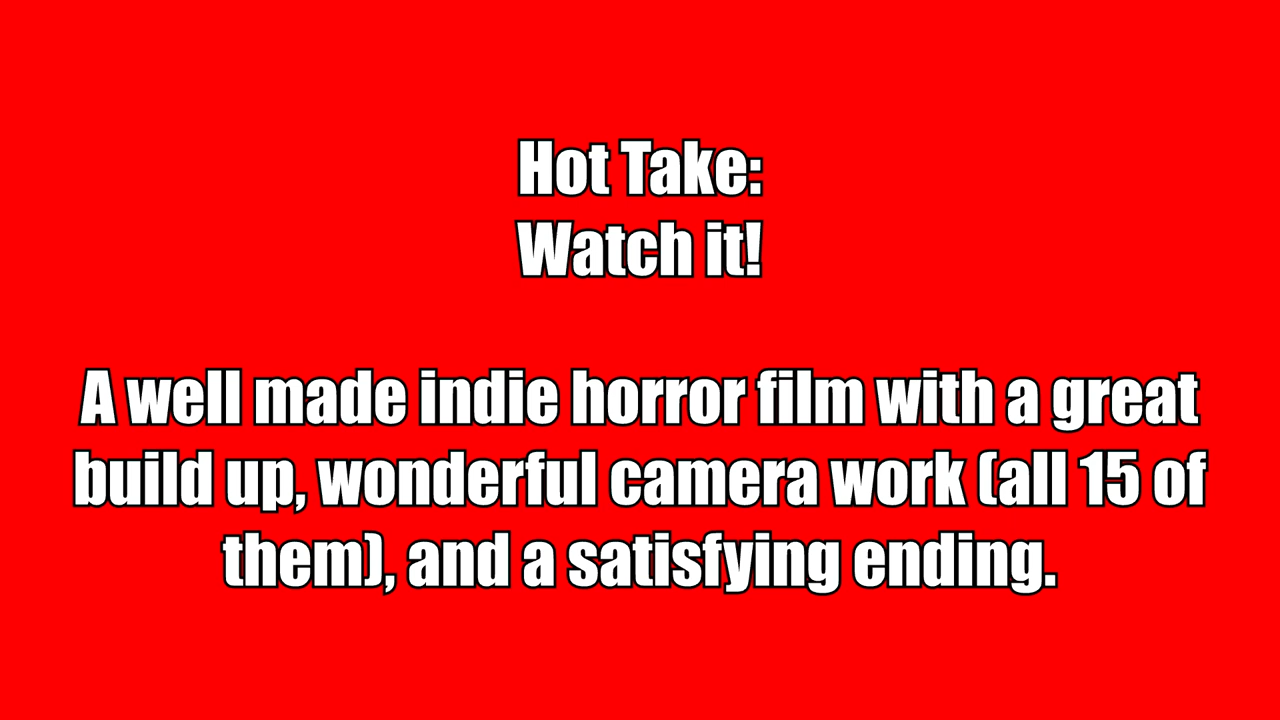 Hot Take:
Watch it!
A well made indie horror film with a great
build up, wonderful camera work (all 15 of
them), and a satisfying ending.